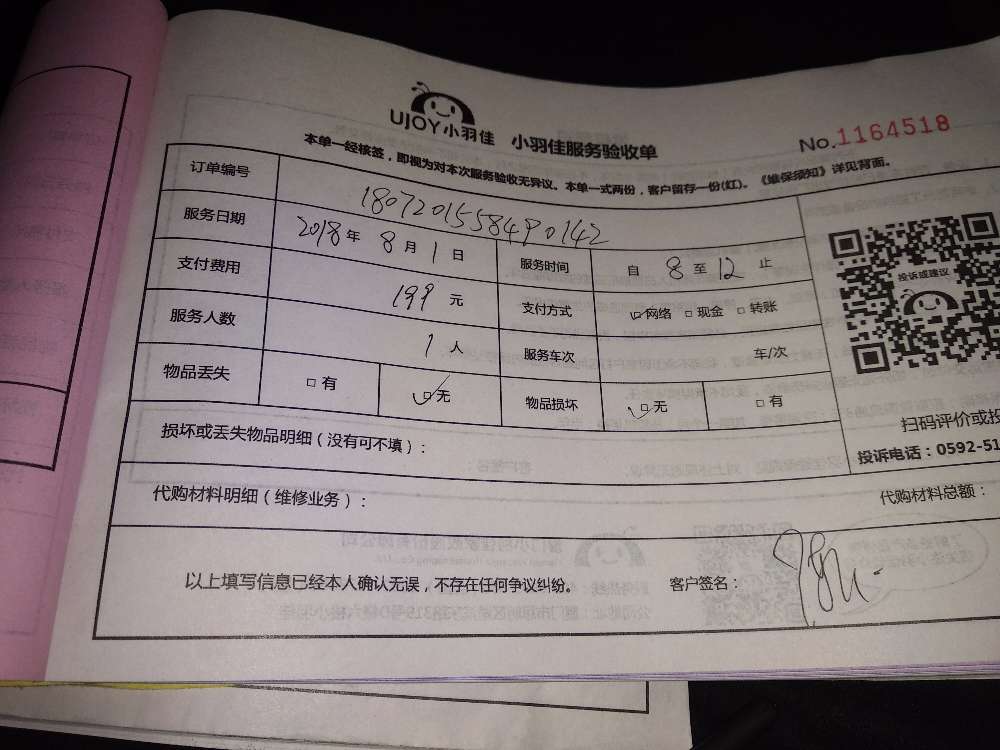 UJOY小羽佳 小羽佳服务验收单
No.1164518
本单一经核签，即视为对本次服务验收无异议。本单一式两份，客户留存一份(红)。《维保须知》详见背面。
订单编号 1807201558490142
服务日期 2018年 8月 1日 服务时间 自 8 至 12 止
支付费用 199 元 支付方式 网络 现金 转账
服务人数 1 人 服务车次 车/次
物品丢失 有 无 物品损坏 无 有
投诉或建议
扫码评价或投
投诉电话：0592-51
损坏或丢失物品明细（没有可不填）：
代购材料明细（维修业务）： 代购材料总额：
以上填写信息已经本人确认无误，不存在任何争议纠纷。 客户签名：